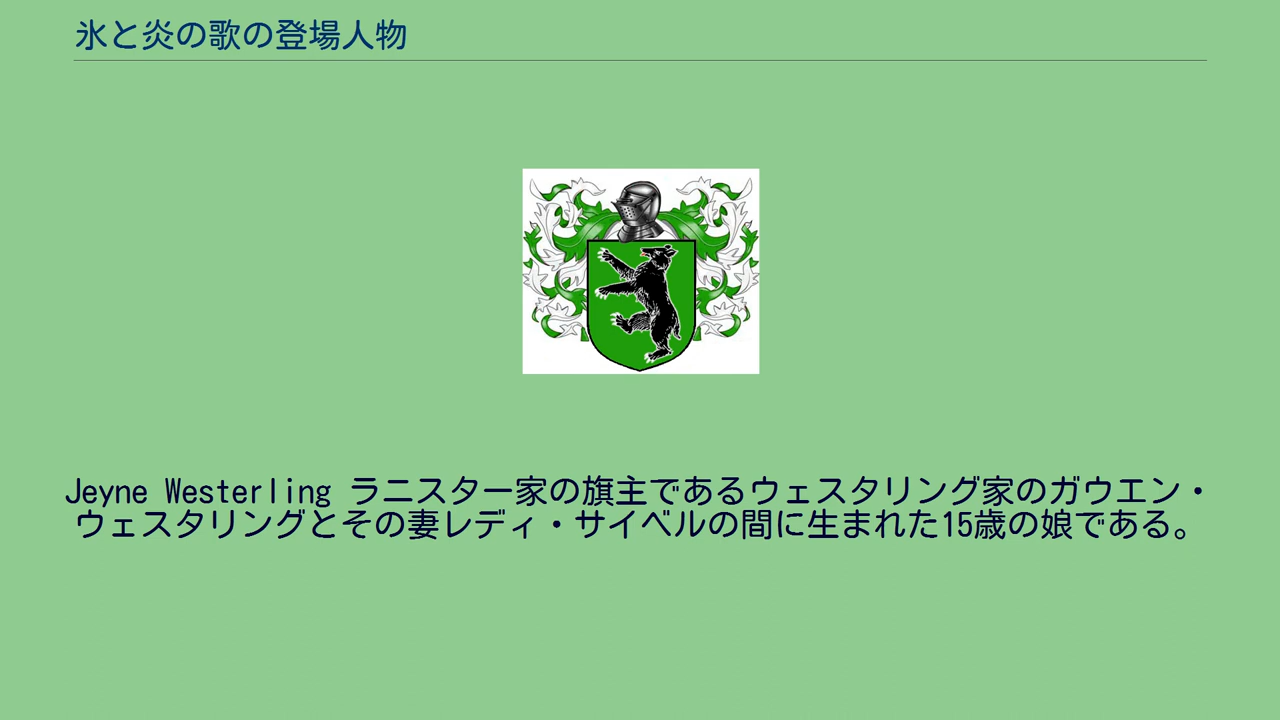 氷と炎の歌の登場人物
Jeyne Westerling ラニスター家の旗主であるウェスタリング家のガウエン・
ウェスタリングとその妻レディ・サイベルの間に生まれた15歳の娘である。